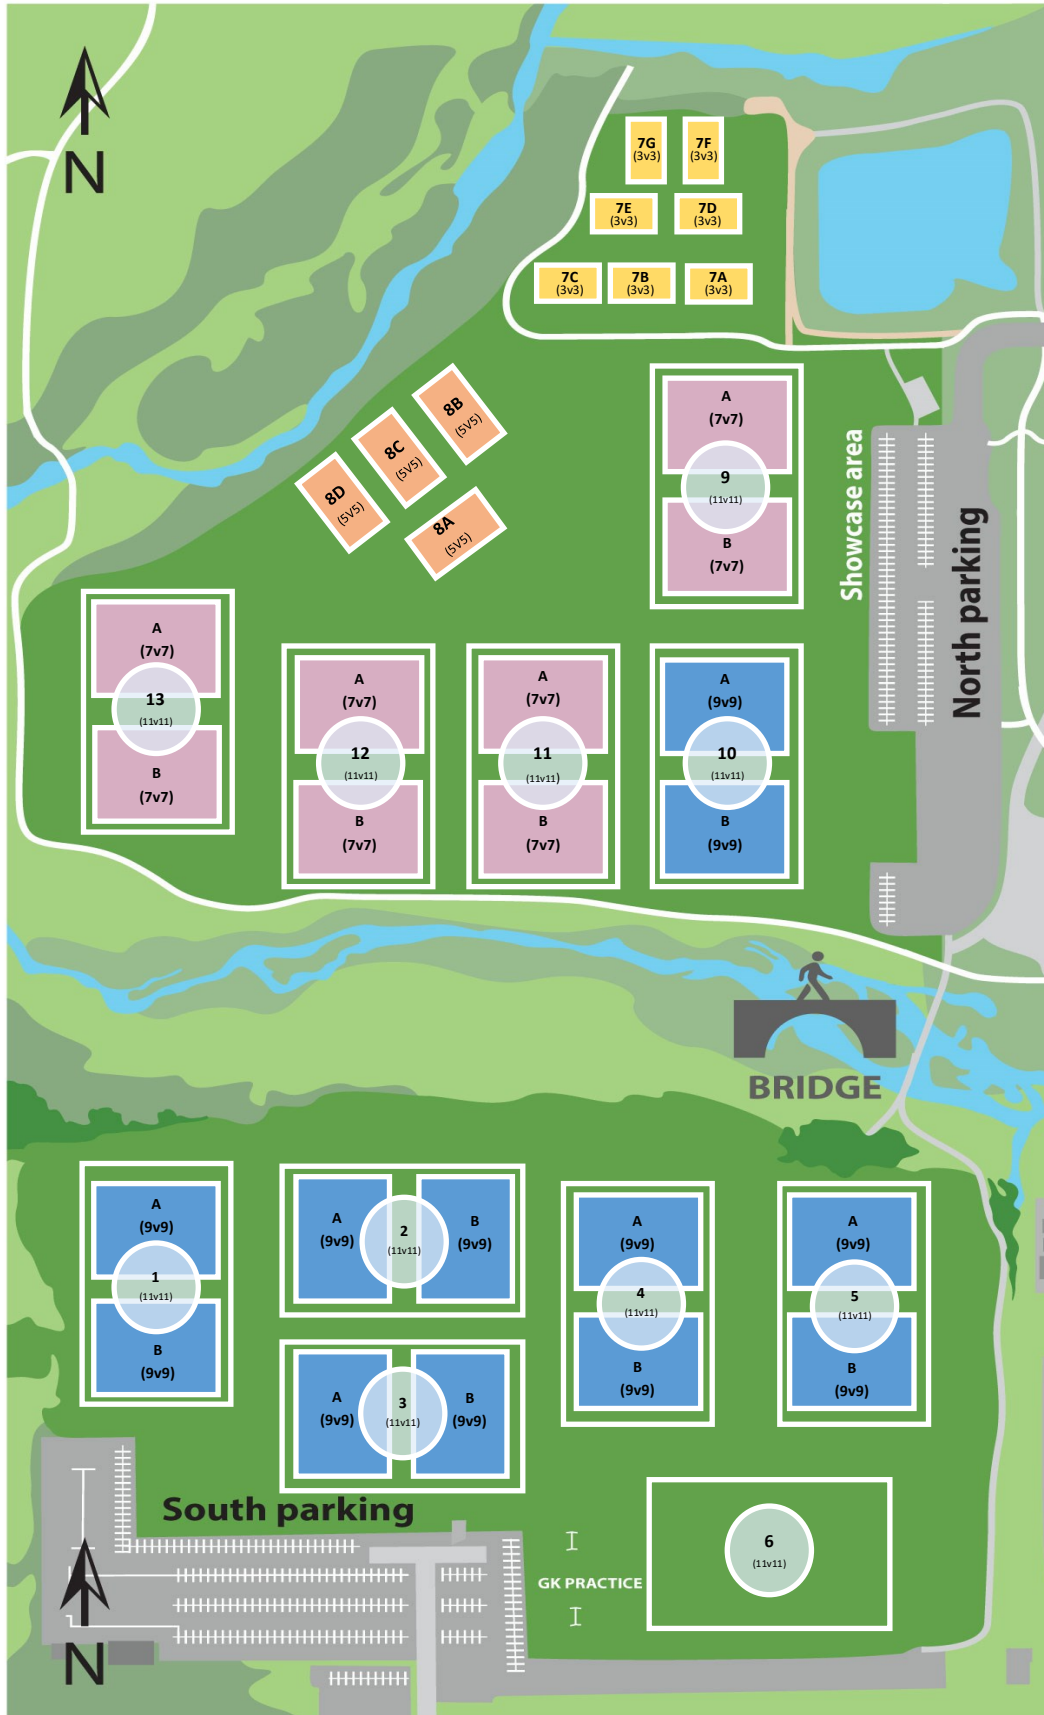 N
7G
(3v3)
7F
(3v3)
7E
(3v3)
7D
(3v3)
7C
(3v3)
7B
(3v3)
7A
(3v3)
8B
(5V5)
8C
(5V5)
8D
(5V5)
8A
(5V5)
A
(7v7)
9
(11v11)
B
(7v7)
Showcase area
North parking
A
(7v7)
13
(11v11)
B
(7v7)
A
(7v7)
12
(11v11)
B
(7v7)
A
(7v7)
11
(11v11)
B
(7v7)
A
(9v9)
10
(11v11)
B
(9v9)
BRIDGE
A
(9v9)
1
(11v11)
B
(9v9)
A
(9v9)
2
(11v11)
B
(9v9)
A
(9v9)
3
(11v11)
B
(9v9)
A
(9v9)
4
(11v11)
B
(9v9)
A
(9v9)
5
(11v11)
B
(9v9)
South parking
GK PRACTICE
6
(11v11)
N